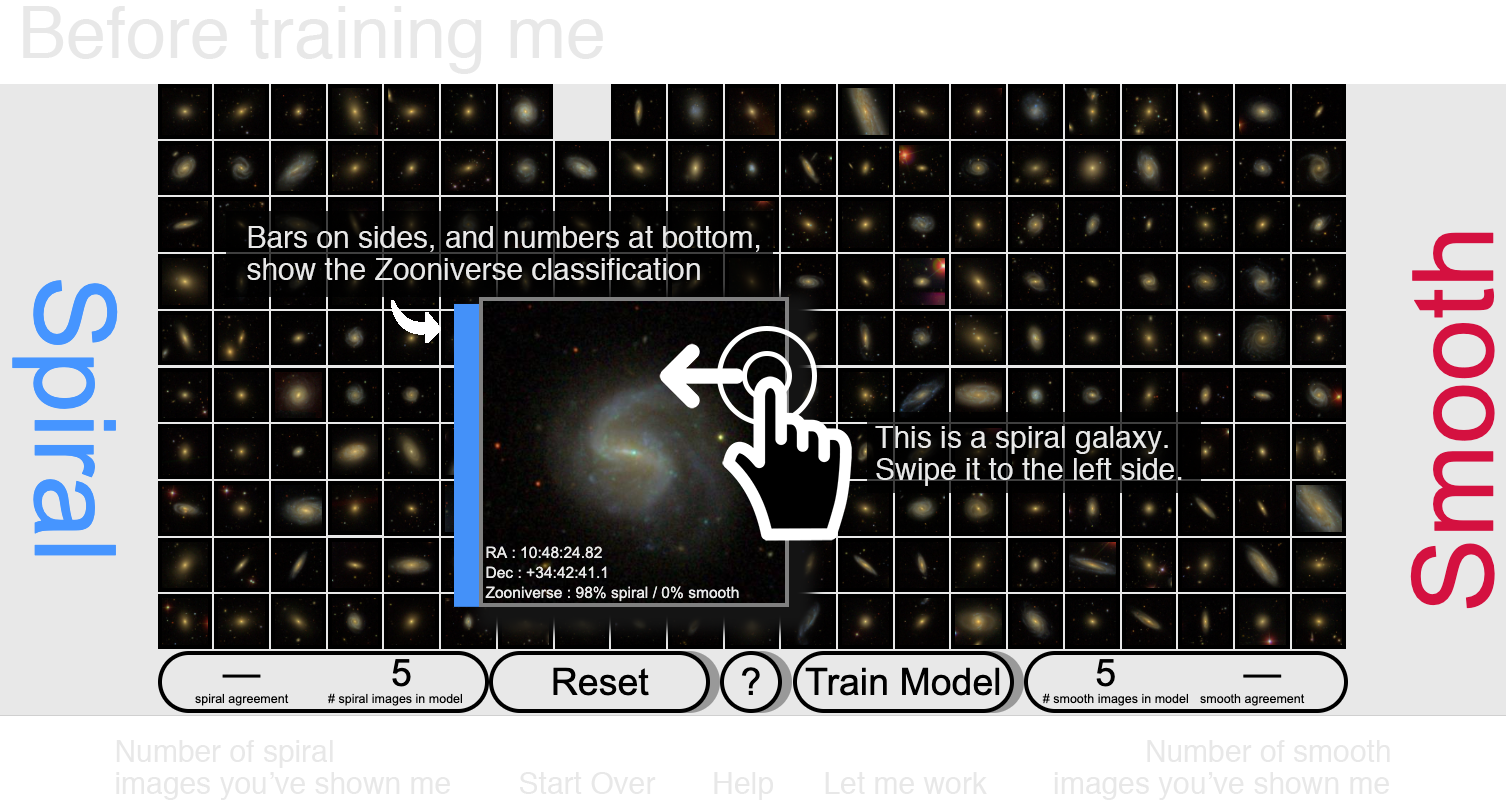 Before training me
Bars on sides, and numbers at bottom,
show the Zooniverse classification
Spiral
Smooth
This is a spiral galaxy.
Swipe it to the left side.
RA : 10:48:24.82
Dec : +34:42:41.1
Zooniverse : 98% spiral / 0% smooth
—
spiral agreement
5
# spiral images in model
Reset
?
Train Model
5
# smooth images in model
—
smooth agreement
Number of spiral
images you've shown me
Start Over
Help
Let me work
Number of smooth
images you've shown me